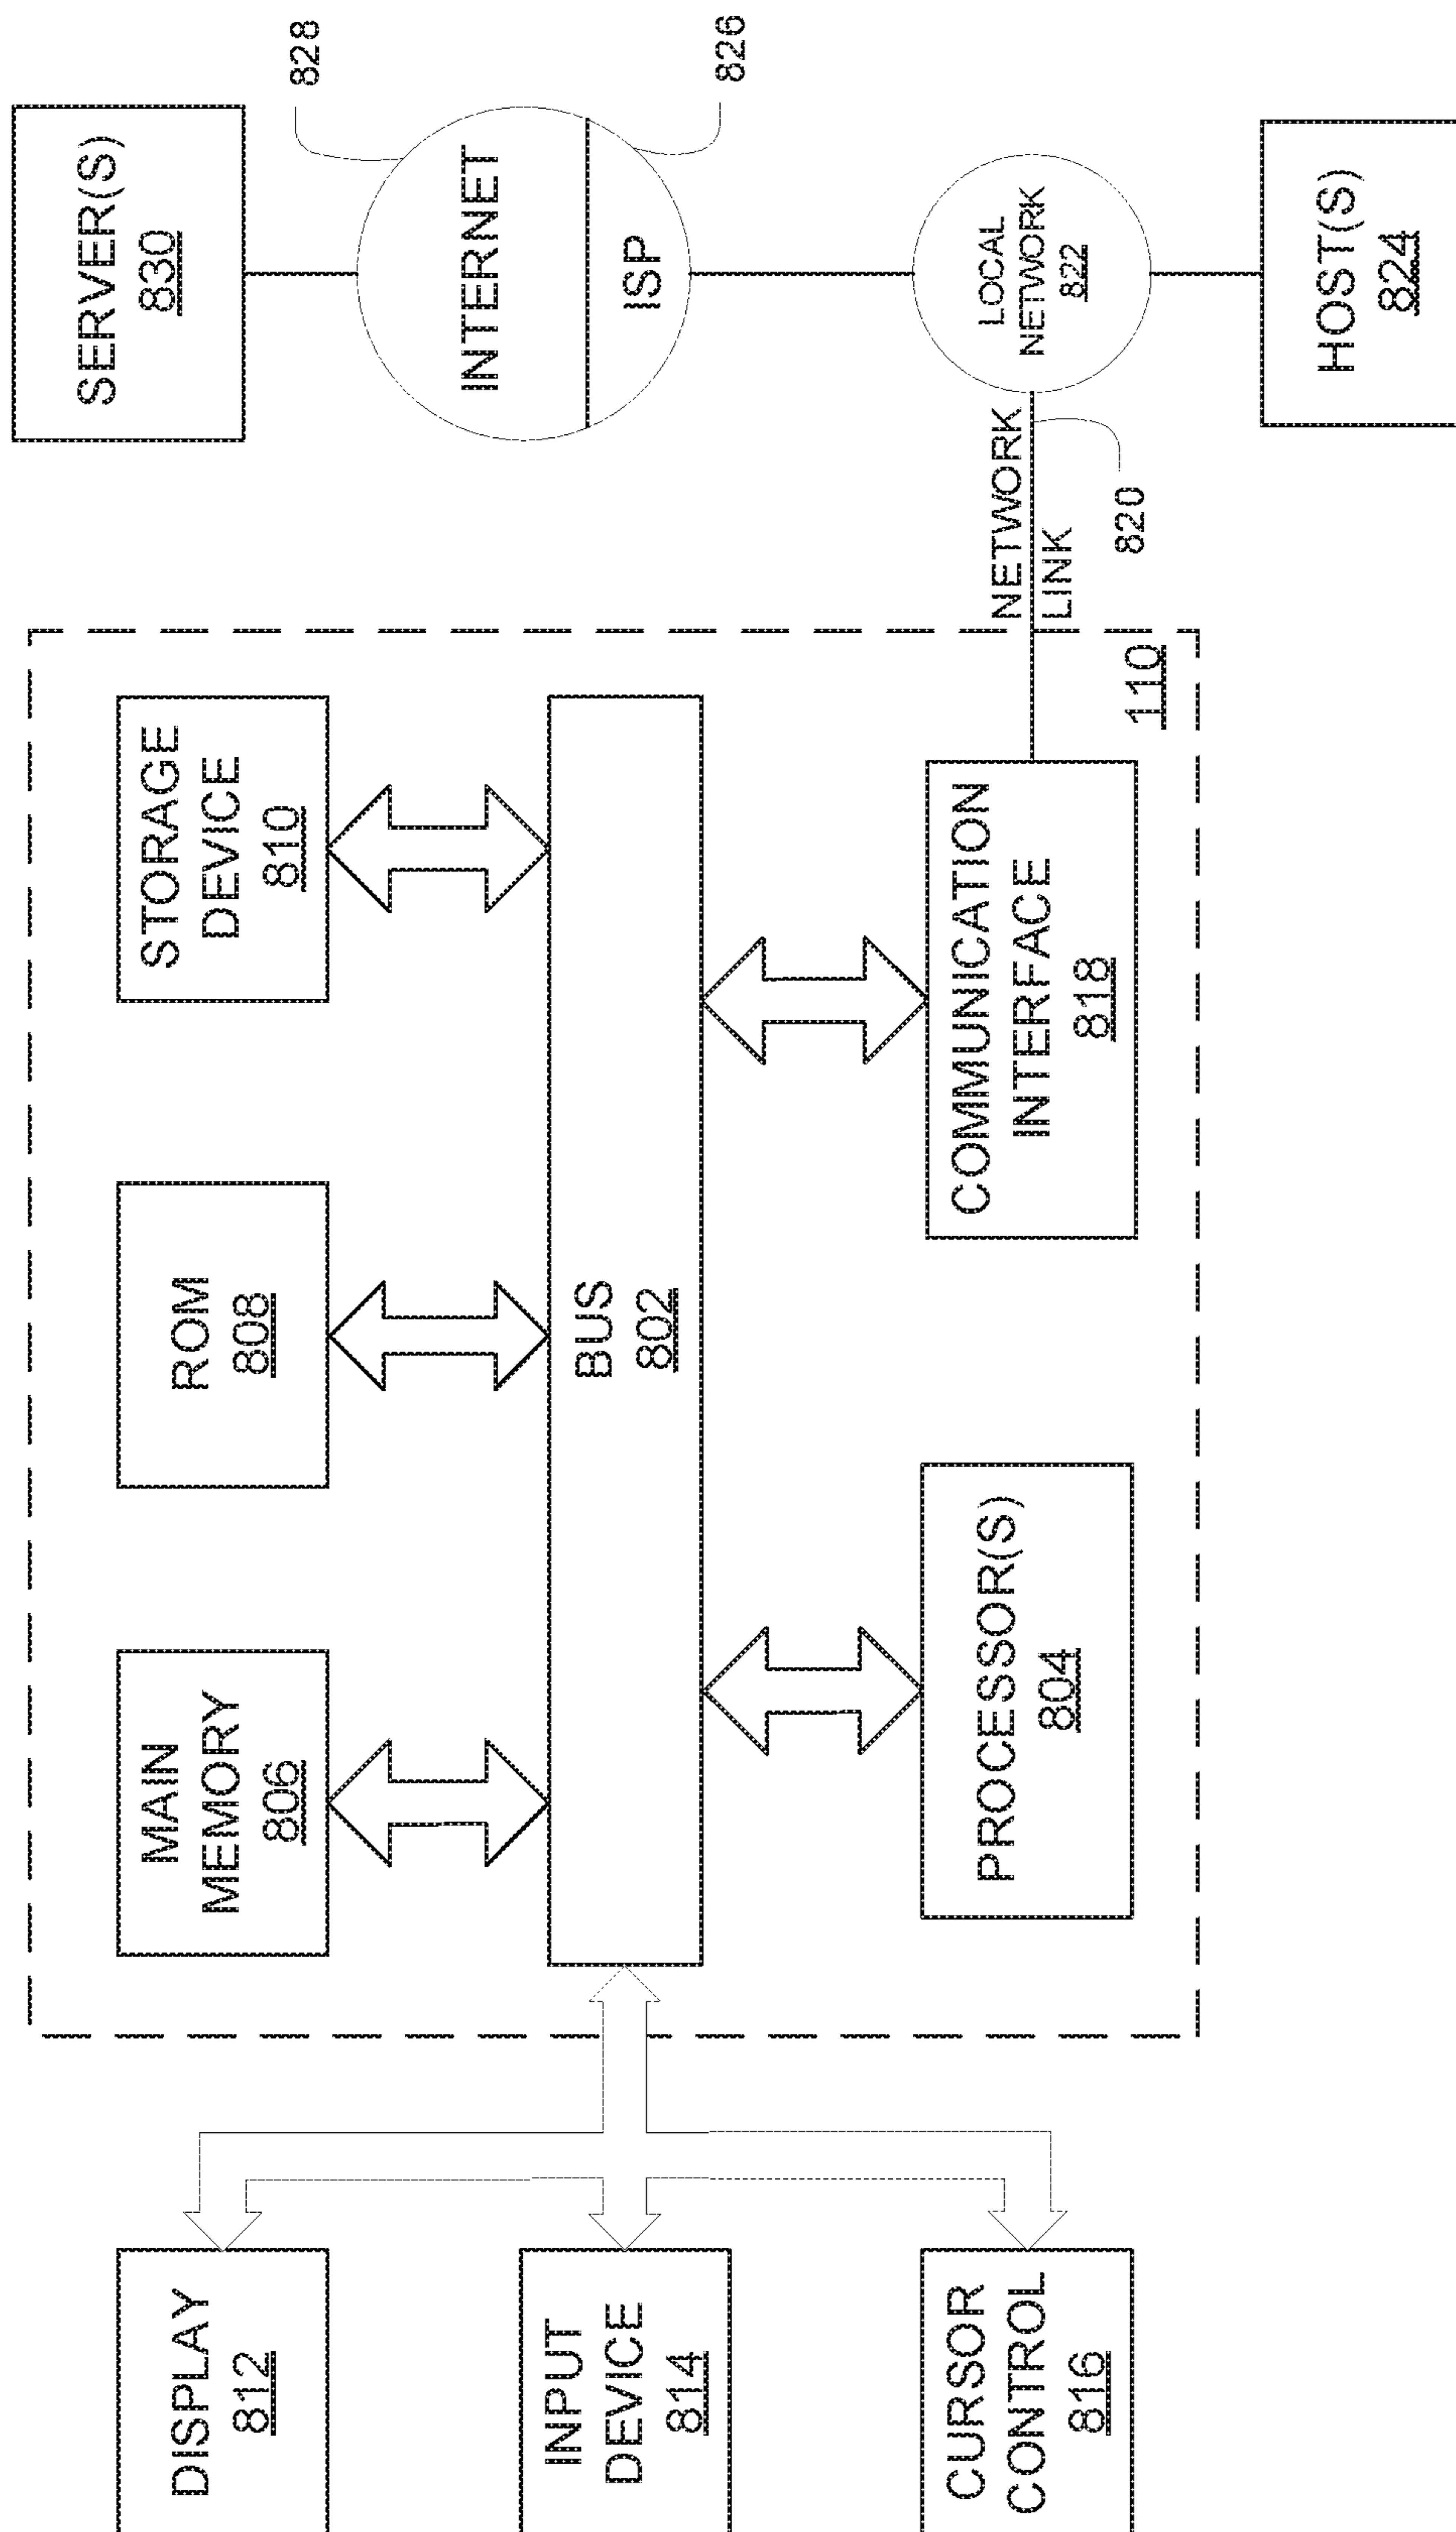 DISPLAY
812
INPUT
DEVICE
814
CURSOR
CONTROL
816
MAIN
MEMORY
806
ROM
808
STORAGE
DEVICE
810
BUS
802
PROCESSOR(S)
804
COMMUNICATION
INTERFACE
818
110
NETWORK
LINK
820
SERVER(S)
830
828
INTERNET
ISP
826
LOCAL
NETWORK
822
HOST(S)
824